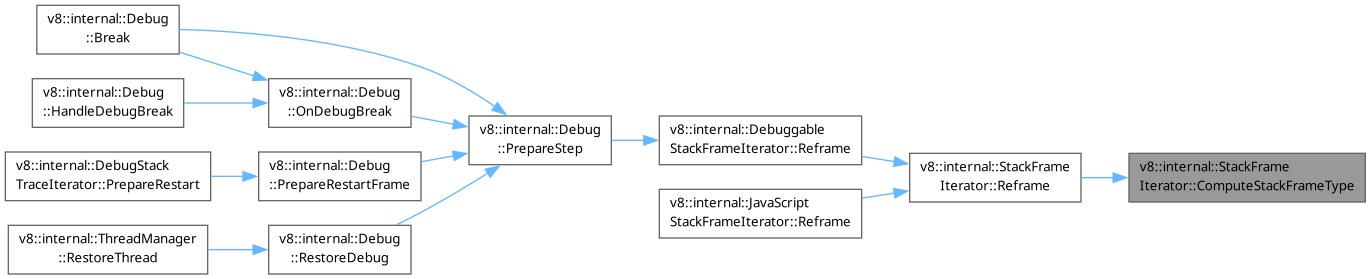 v8::internal::Debug
::Break
v8::internal::Debug
::HandleDebugBreak
v8::internal::Debug
::OnDebugBreak
v8::internal::DebugStack
TraceIterator::PrepareRestart
v8::internal::Debug
::PrepareRestartFrame
v8::internal::ThreadManager
::RestoreThread
v8::internal::Debug
::RestoreDebug
v8::internal::Debug
::PrepareStep
v8::internal::Debuggable
StackFrameIterator::Reframe
v8::internal::JavaScript
StackFrameIterator::Reframe
v8::internal::StackFrame
Iterator::Reframe
v8::internal::StackFrame
Iterator::ComputeStackFrameType